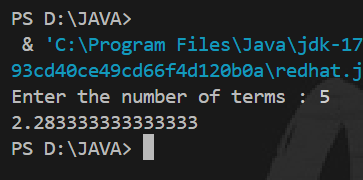 PS D:\JAVA>
& 'C:\Program Files\Java\jdk-17
93cd40ce49cd66f4d120b0a\redhat.j
Enter the number of terms : 5
2.283333333333333
PS D:\JAVA>